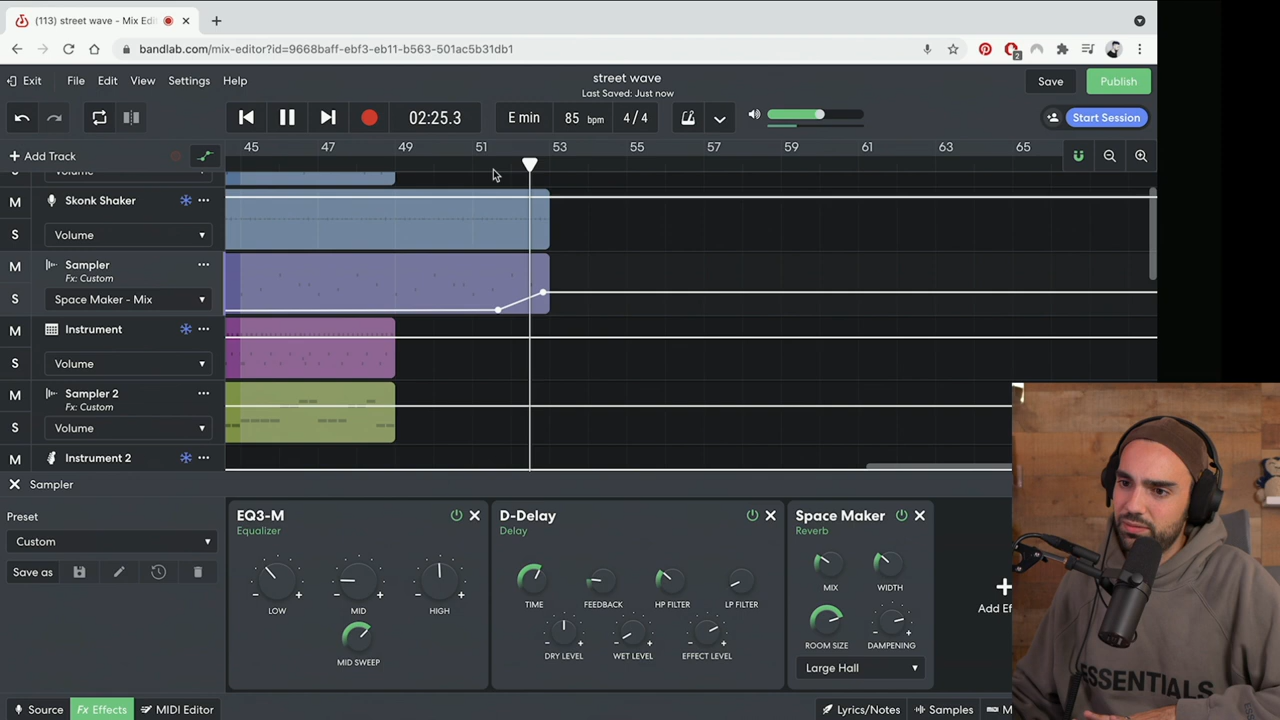 (113) street wave - Mix Edi
bandlab.com/mix-editor?id=9668baff-ebf3-eb11-b563-501ac5b31db1
2
Exit File Edit View Settings Help
street wave
Last Saved: Just now
Save Publish
02:25.3 E min 85 bpm 4 / 4 Start Session
Add Track
45 47 49 51 53 55 57 59 61 63 65
S Volume
M Skonk Shaker
S Volume
M Sampler
Fx: Custom
S Space Maker - Mix
M Instrument
S Volume
M Sampler 2
Fx: Custom
S Volume
M Instrument 2
Sampler
Preset
Custom
Save as
EQ3-M
Equalizer
LOW MID HIGH
MID SWEEP
D-Delay
Delay
TIME FEEDBACK HP FILTER LP FILTER
DRY LEVEL WET LEVEL EFFECT LEVEL
Space Maker
Reverb
MIX WIDTH
ROOM SIZE DAMPENING
Large Hall
Add Ef
ESSENTIALS
Source Fx Effects MIDI Editor Lyrics/Notes Samples M